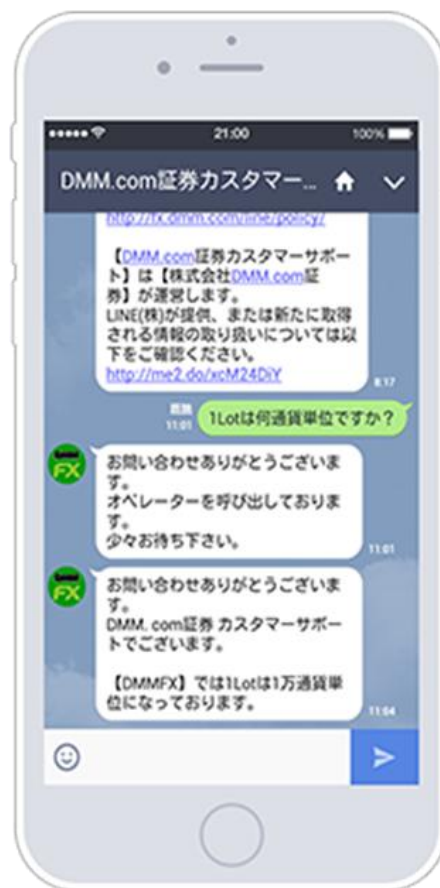 21:00
100%
DMM.com証券カスタマー...
http://fx.dmm.com/line/policy/
【DMM.com証券カスタマーサポー
ト】は【株式会社DMM.com証
券】が運営します。
LINE(株)が提供、または新たに取得
される情報の取り扱いについては以
下をご確認ください。
http://me2.do/xcM24DiY
8:17
既読
11:01
1Lotは何通貨単位ですか？
FX
お問い合わせありがとうございま
す。
オペレーターを呼び出しておりま
す。
少々お待ち下さい。
11:01
FX
お問い合わせありがとうございま
す。
DMM. com証券 カスタマーサポー
トでございます。
【DMMFX】では1Lotは1万通貨単
位になっております。
11:04